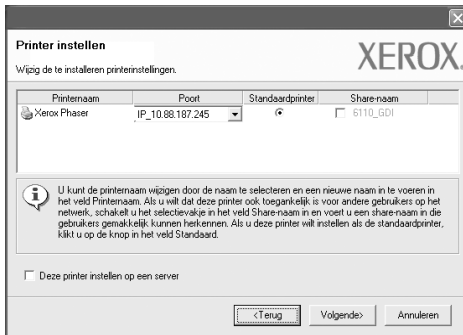 Printer instellen
Wijzig de te installeren printerinstellingen.
XEROX.
Printernaam Poort Standaardprinter Share-naam
Xerox Phaser IP_10.88.187.245 6110_GDI
U kunt de printernaam wijzigen door de naam te selecteren en een nieuwe naam in te voeren in
het veld Printernaam. Als u wilt dat deze printer ook toegankelijk is voor andere gebruikers op het
netwerk, schakelt u het selectievakje in het veld Share-naam in en voert u een share-naam in die
gebruikers gemakkelijk kunnen herkennen. Als u deze printer wilt instellen als de standaardprinter,
klikt u op de knop in het veld Standaard.
Deze printer instellen op een server
<Terug Volgende> Annuleren